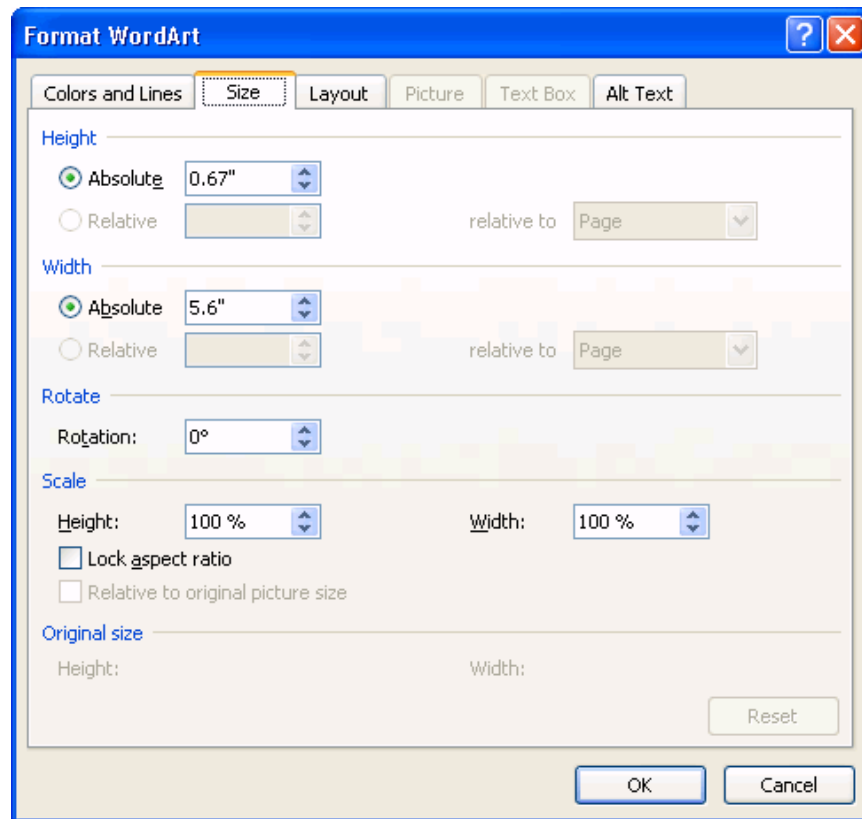 Format WordArt
Colors and Lines Size Layout Picture Text Box Alt Text
Height
Absolute 0.67"
Relative relative to Page
Width
Absolute 5.6"
Relative relative to Page
Rotate
Rotation: 0°
Scale
Height: 100 % Width: 100 %
Lock aspect ratio
Relative to original picture size
Original size
Height: Width:
Reset
OK Cancel